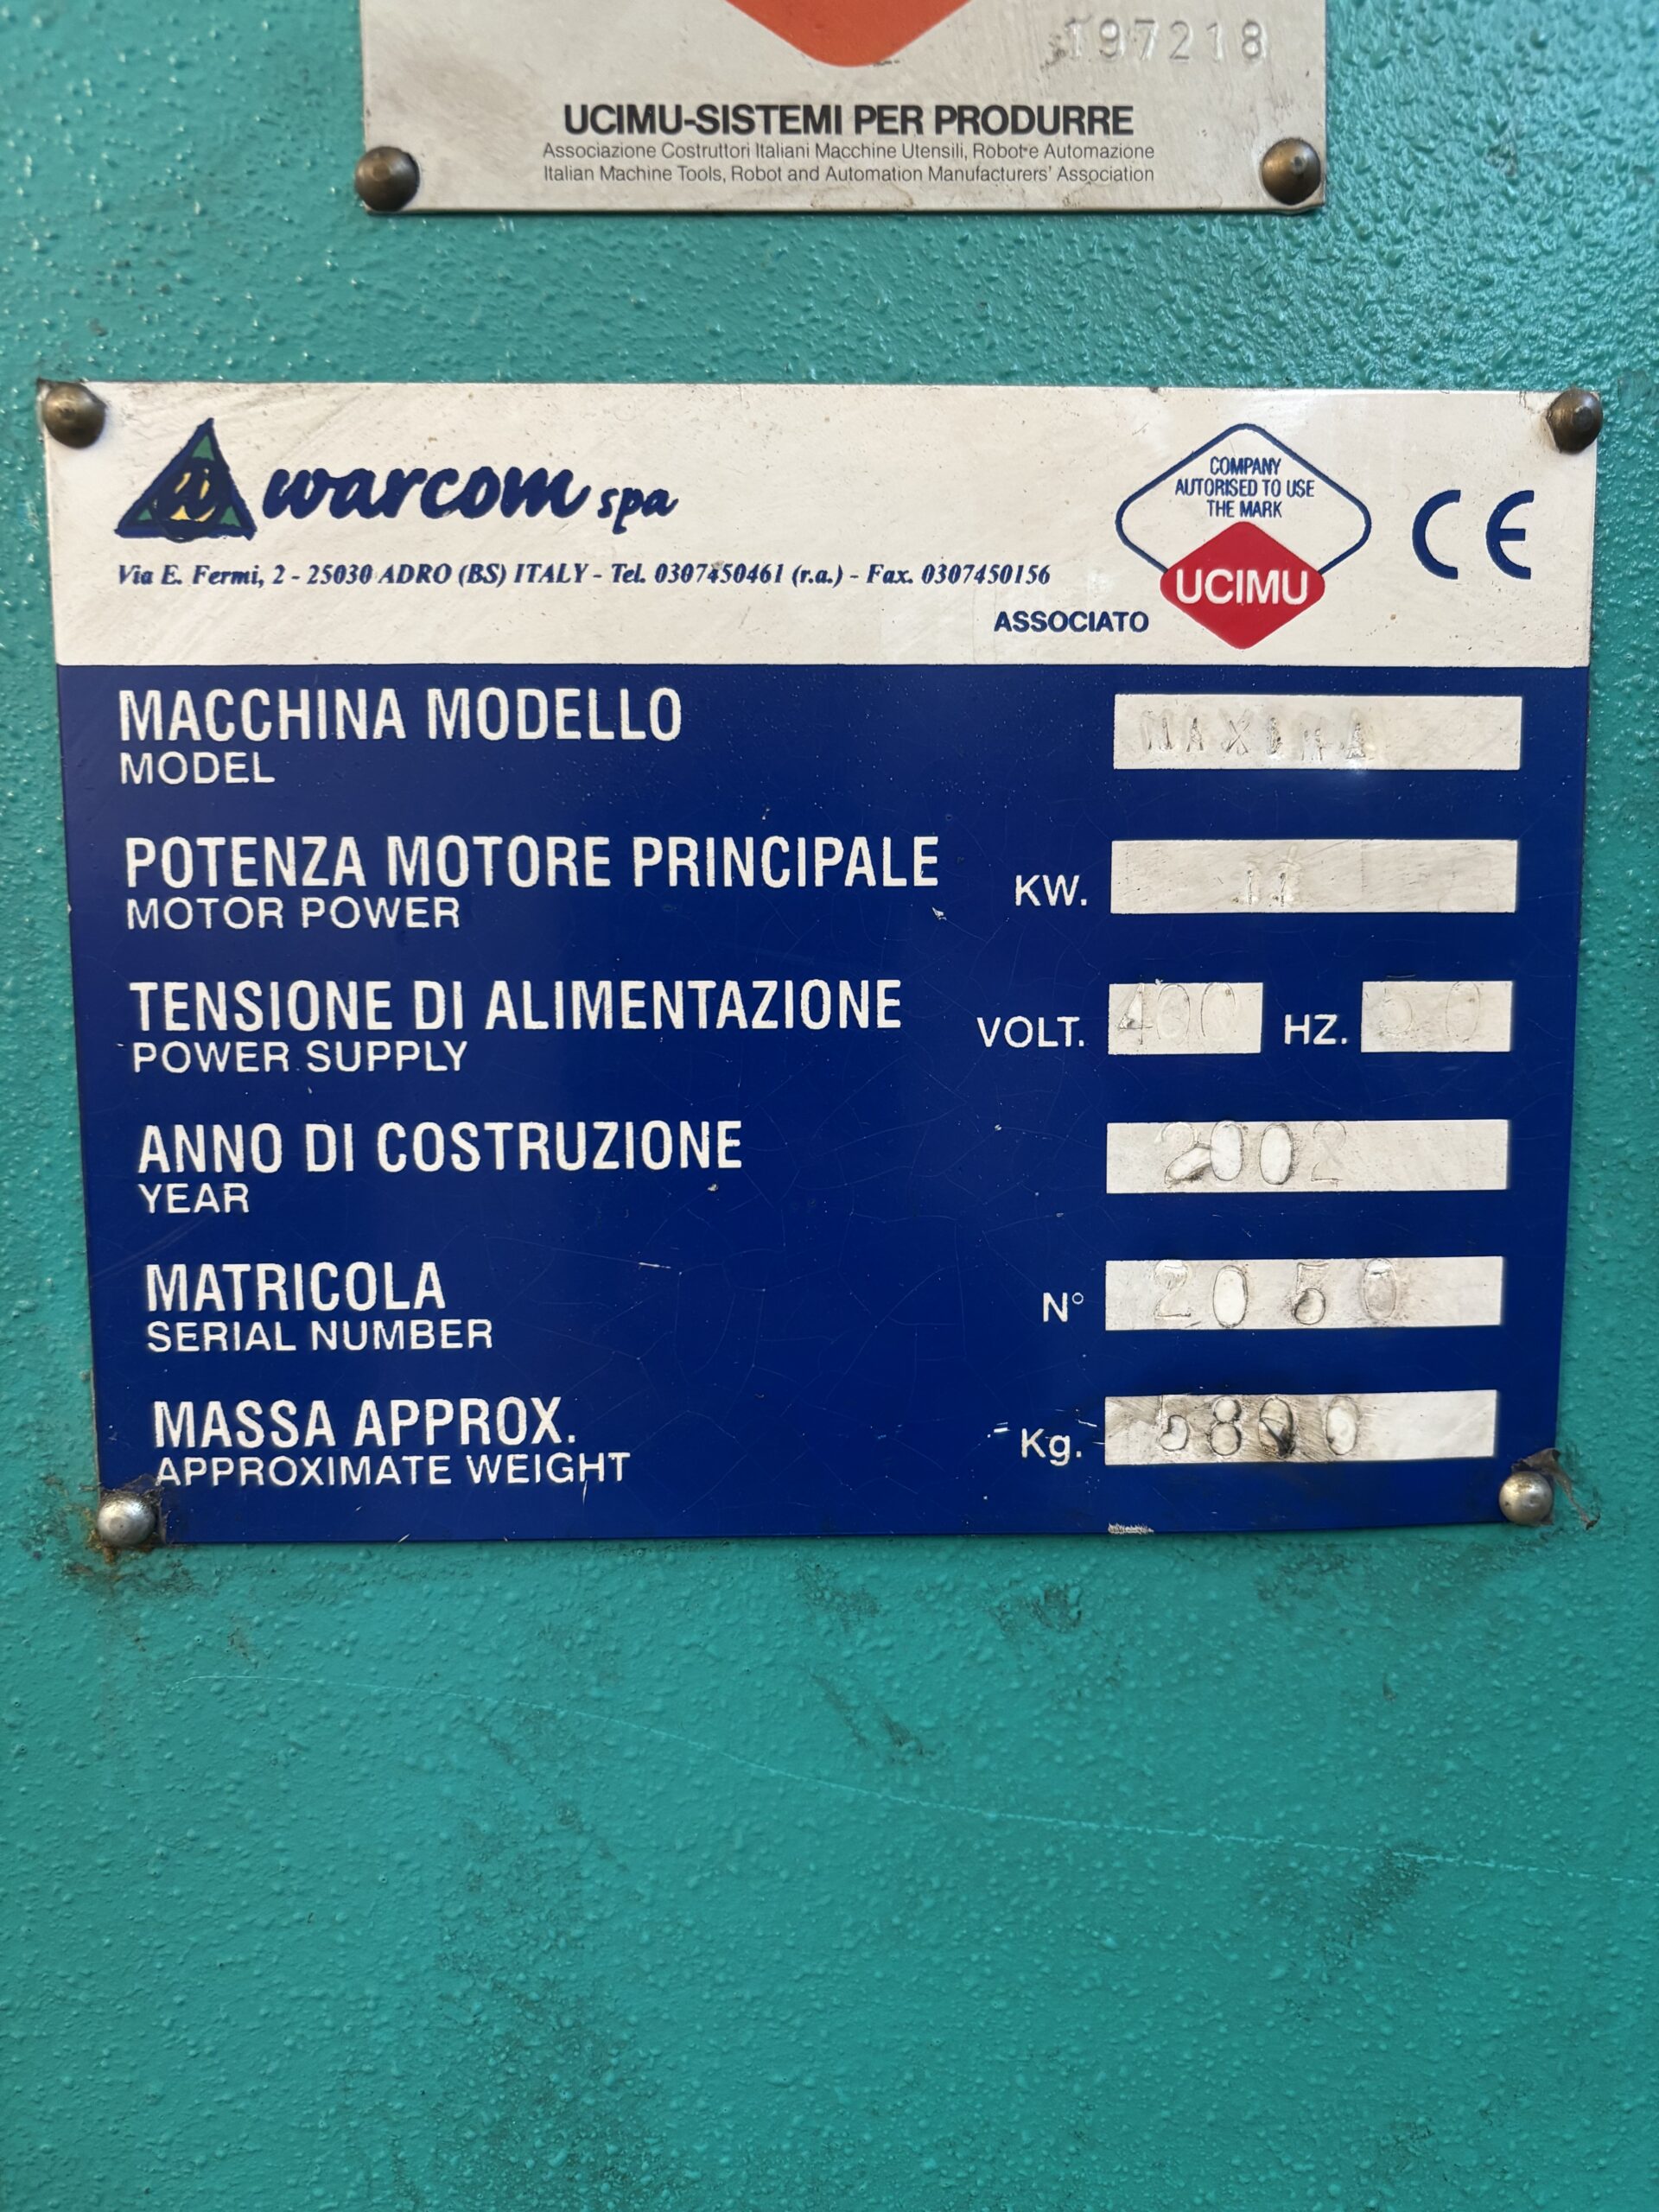 197218
UCIMU-SISTEMI PER PRODURRE
Associazione Costruttori Italiani Macchine Utensili, Robot e Automazione
Italian Machine Tools, Robot and Automation Manufacturers' Association
warcom spa
Via E. Fermi, 2 - 25030 ADRO (BS) ITALY - Tel. 0307450461 (r.a.) - Fax. 0307450156
COMPANY
AUTORISED TO USE
THE MARK
UCIMU
ASSOCIATO
CE
MACCHINA MODELLO
MODEL
MAXIMA
POTENZA MOTORE PRINCIPALE
MOTOR POWER
KW. 11
TENSIONE DI ALIMENTAZIONE
POWER SUPPLY
VOLT. 400 HZ. 50
ANNO DI COSTRUZIONE
YEAR
2002
MATRICOLA
SERIAL NUMBER
N° 2050
MASSA APPROX.
APPROXIMATE WEIGHT
Kg.